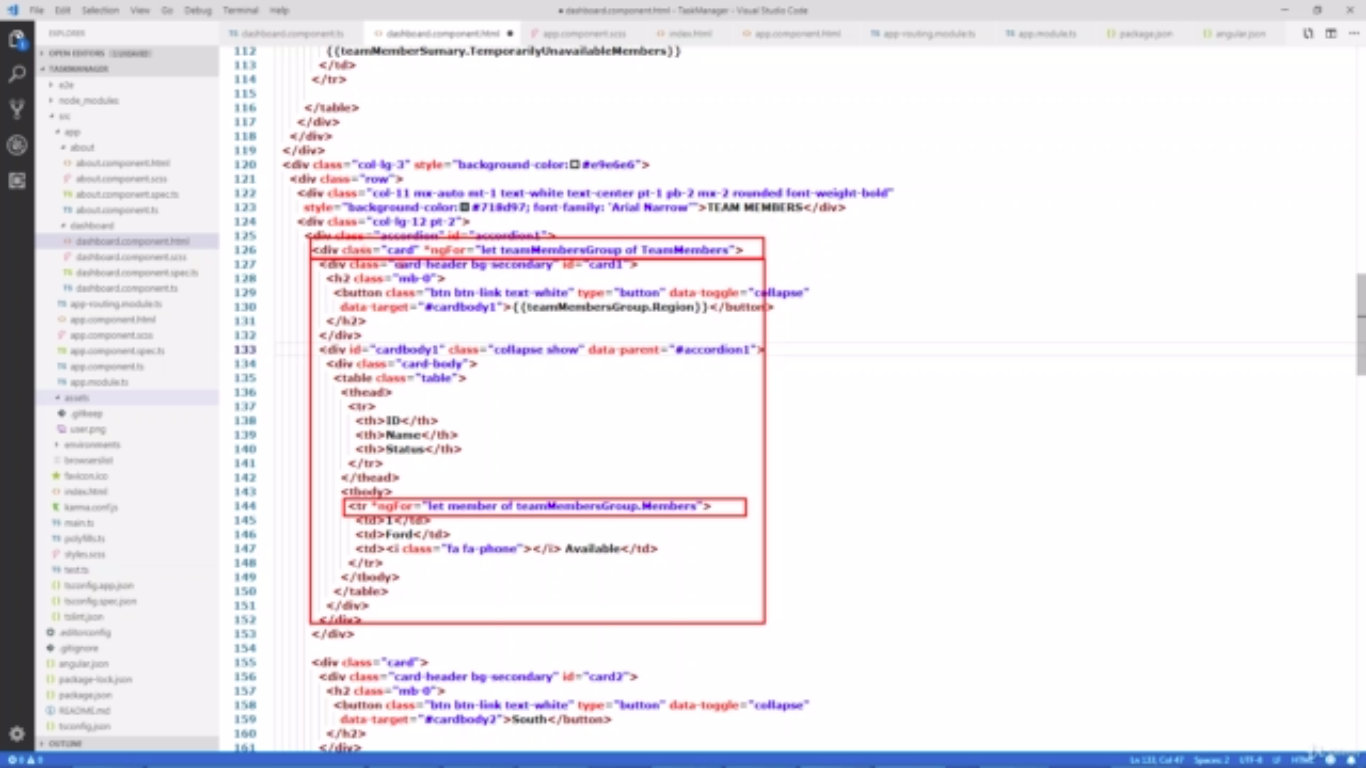 File Edit Selection View Go Debug Terminal Help
● dashboard.component.html - TaskManager - Visual Studio Code
EXPLORER
dashboard.component.ts
dashboard.component.html ●
app.component.scss
index.html
app.component.html
app-routing.module.ts
app.module.ts
package.json
angular.json
OPEN EDITORS 1 UNSAVED
TASKMANAGER
e2e
node_modules
src
app
about
about.component.html
about.component.scss
about.component.spec.ts
about.component.ts
dashboard
dashboard.component.html
dashboard.component.scss
dashboard.component.spec.ts
dashboard.component.ts
app-routing.module.ts
app.component.html
app.component.scss
app.component.spec.ts
app.component.ts
app.module.ts
assets
.gitkeep
user.png
environments
browserslist
favicon.ico
index.html
karma.conf.js
main.ts
polyfills.ts
styles.scss
test.ts
tsconfig.app.json
tsconfig.spec.json
tslint.json
.editorconfig
.gitignore
angular.json
package-lock.json
package.json
README.md
tsconfig.json
OUTLINE
112 {{teamMemberSumary.TemporarilyUnavailableMembers}}
113 </td>
114 </tr>
115
116 </table>
117 </div>
118 </div>
119 </div>
120 <div class="col-lg-3" style="background-color:#e9e6e6">
121 <div class="row">
122 <div class="col-11 mx-auto mt-1 text-white text-center pt-1 pb-2 mx-2 rounded font-weight-bold"
123 style="background-color:#718d97; font-family: 'Arial Narrow'">TEAM MEMBERS</div>
124 <div class="col-lg-12 pt-2">
125 <div class="accordion" id="accordion1">
126 <div class="card" *ngFor="let teamMembersGroup of TeamMembers">
127 <div class="card-header bg-secondary" id="card1">
128 <h2 class="mb-0">
129 <button class="btn btn-link text-white" type="button" data-toggle="collapse"
130 data-target="#cardbody1">{{teamMembersGroup.Region}}</button>
131 </h2>
132 </div>
133 <div id="cardbody1" class="collapse show" data-parent="#accordion1">
134 <div class="card-body">
135 <table class="table">
136 <thead>
137 <tr>
138 <th>ID</th>
139 <th>Name</th>
140 <th>Status</th>
141 </tr>
142 </thead>
143 <tbody>
144 <tr *ngFor="let member of teamMembersGroup.Members">
145 <td>1</td>
146 <td>Ford</td>
147 <td><i class="fa fa-phone"></i> Available</td>
148 </tr>
149 </tbody>
150 </table>
151 </div>
152 </div>
153 </div>
154
155 <div class="card">
156 <div class="card-header bg-secondary" id="card2">
157 <h2 class="mb-0">
158 <button class="btn btn-link text-white" type="button" data-toggle="collapse"
159 data-target="#cardbody2">South</button>
160 </h2>
161 </div>
0 0
Ln 133, Col 47 Spaces: 2 UTF-8 LF HTML